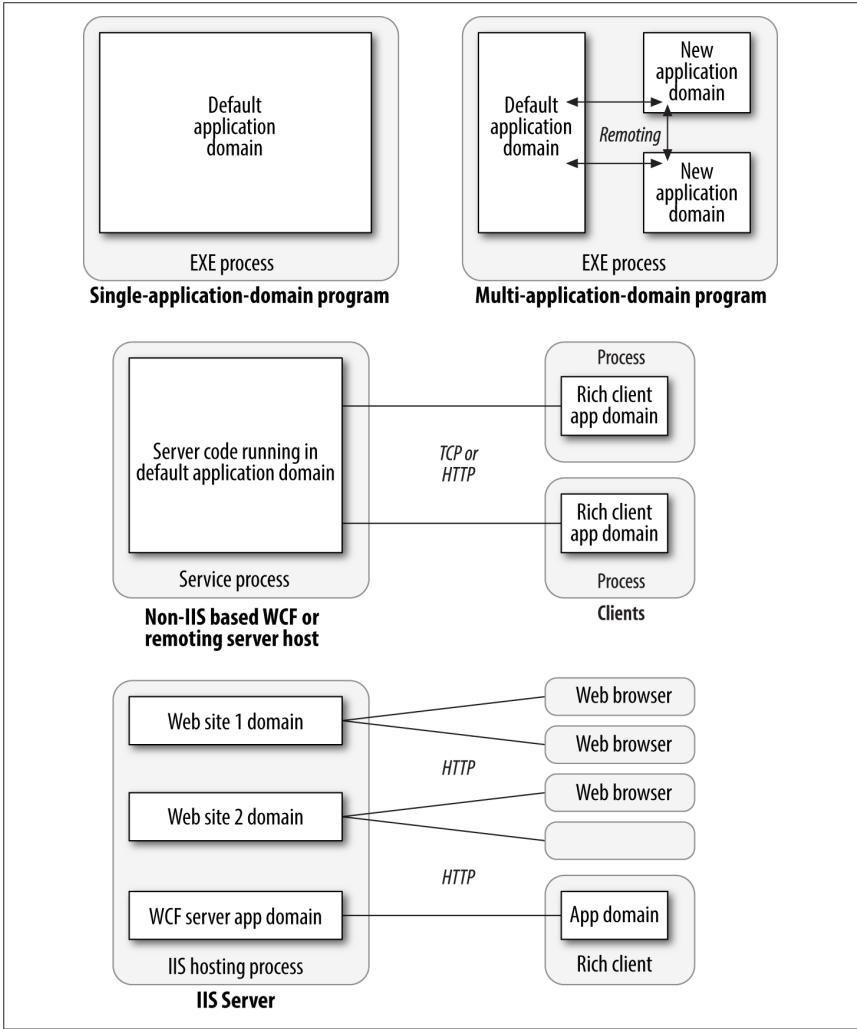 Default
application
domain
EXE process
Single-application-domain program
Default
application
domain
Remoting
New
application
domain
New
application
domain
EXE process
Multi-application-domain program
Server code running in
default application domain
Service process
Non-IIS based WCF or
remoting server host
TCP or
HTTP
Process
Rich client
app domain
Rich client
app domain
Process
Clients
Web site 1 domain
Web site 2 domain
WCF server app domain
IIS hosting process
IIS Server
HTTP
HTTP
Web browser
Web browser
Web browser
App domain
Rich client